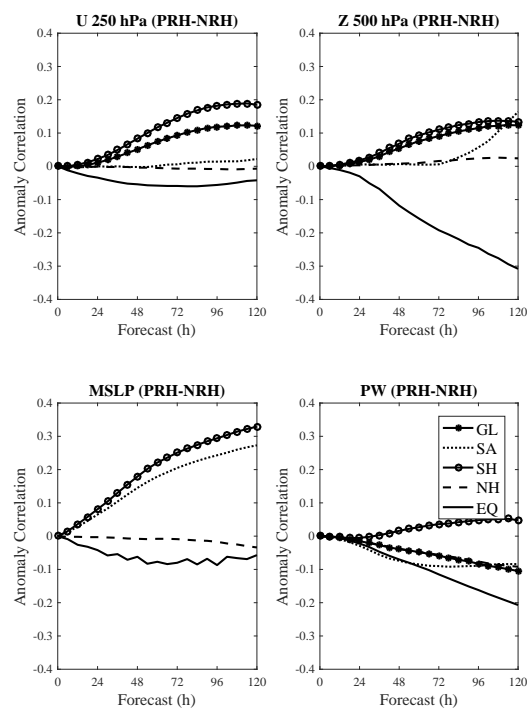 U 250 hPa (PRH-NRH)
0.4
0.3
0.2
0.1
0
-0.1
-0.2
-0.3
-0.4
Anomaly Correlation
0 24 48 72 96 120
Forecast (h)
Z 500 hPa (PRH-NRH)
0.4
0.3
0.2
0.1
0
-0.1
-0.2
-0.3
-0.4
Anomaly Correlation
0 24 48 72 96 120
Forecast (h)
MSLP (PRH-NRH)
0.4
0.3
0.2
0.1
0
-0.1
-0.2
-0.3
-0.4
Anomaly Correlation
0 24 48 72 96 120
Forecast (h)
PW (PRH-NRH)
0.4
0.3
0.2
0.1
0
-0.1
-0.2
-0.3
-0.4
Anomaly Correlation
GL
SA
SH
NH
EQ
0 24 48 72 96 120
Forecast (h)